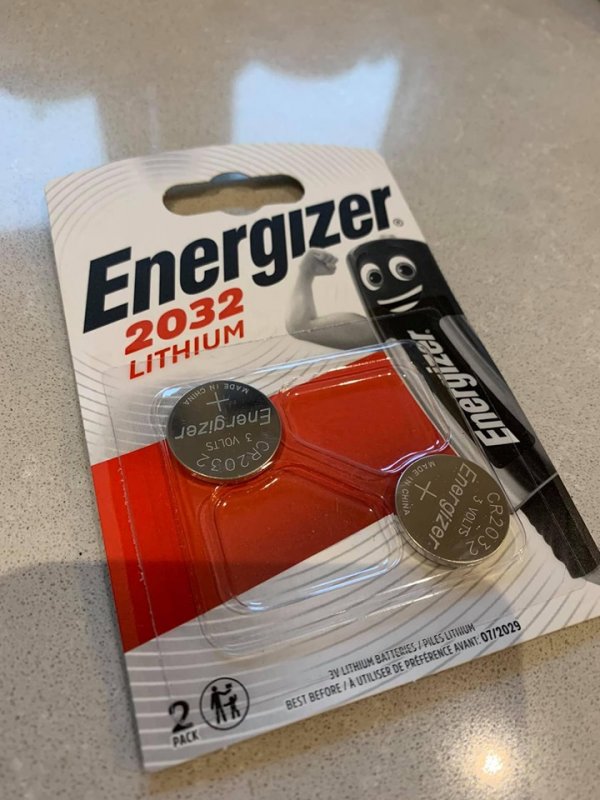 Energizer®
2032
LITHIUM
Energizer
MADE IN CHINA
+
Energizer
3 VOLTS
CR2032
MADE IN CHINA
+
Energizer
3 VOLTS
CR2032
3V LITHIUM BATTERIES / PILES LITHIUM
BEST BEFORE / À UTILISER DE PRÉFÉRENCE AVANT: 07/2029
2
PACK